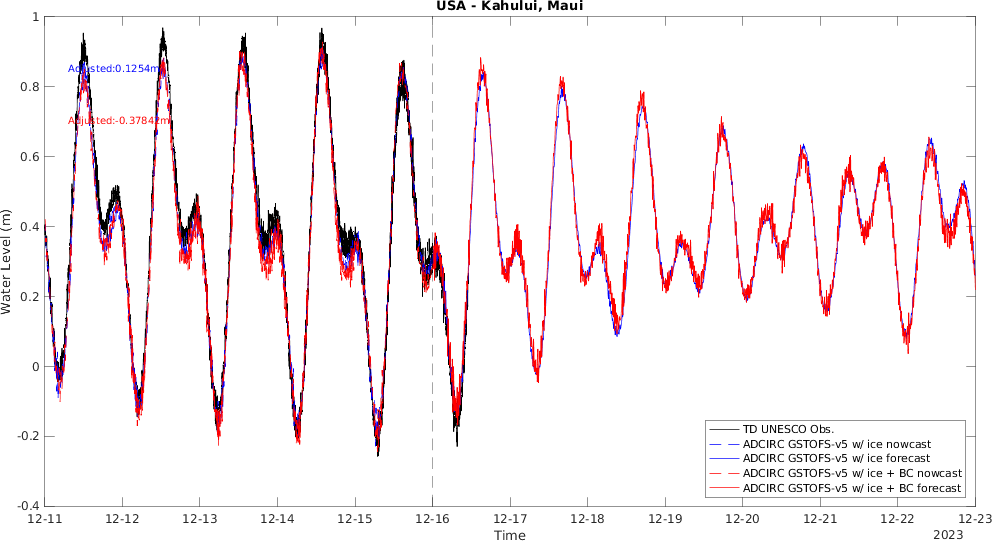 USA - Kahului, Maui
1
0.8
0.6
0.4
0.2
0
-0.2
-0.4
Water Level (m)
Adjusted:0.1254m
Adjusted:-0.37842m
TD UNESCO Obs.
ADCIRC GSTOFS-v5 w/ ice nowcast
ADCIRC GSTOFS-v5 w/ ice forecast
ADCIRC GSTOFS-v5 w/ ice + BC nowcast
ADCIRC GSTOFS-v5 w/ ice + BC forecast
12-11 12-12 12-13 12-14 12-15 12-16 12-17 12-18 12-19 12-20 12-21 12-22 12-23
Time
2023